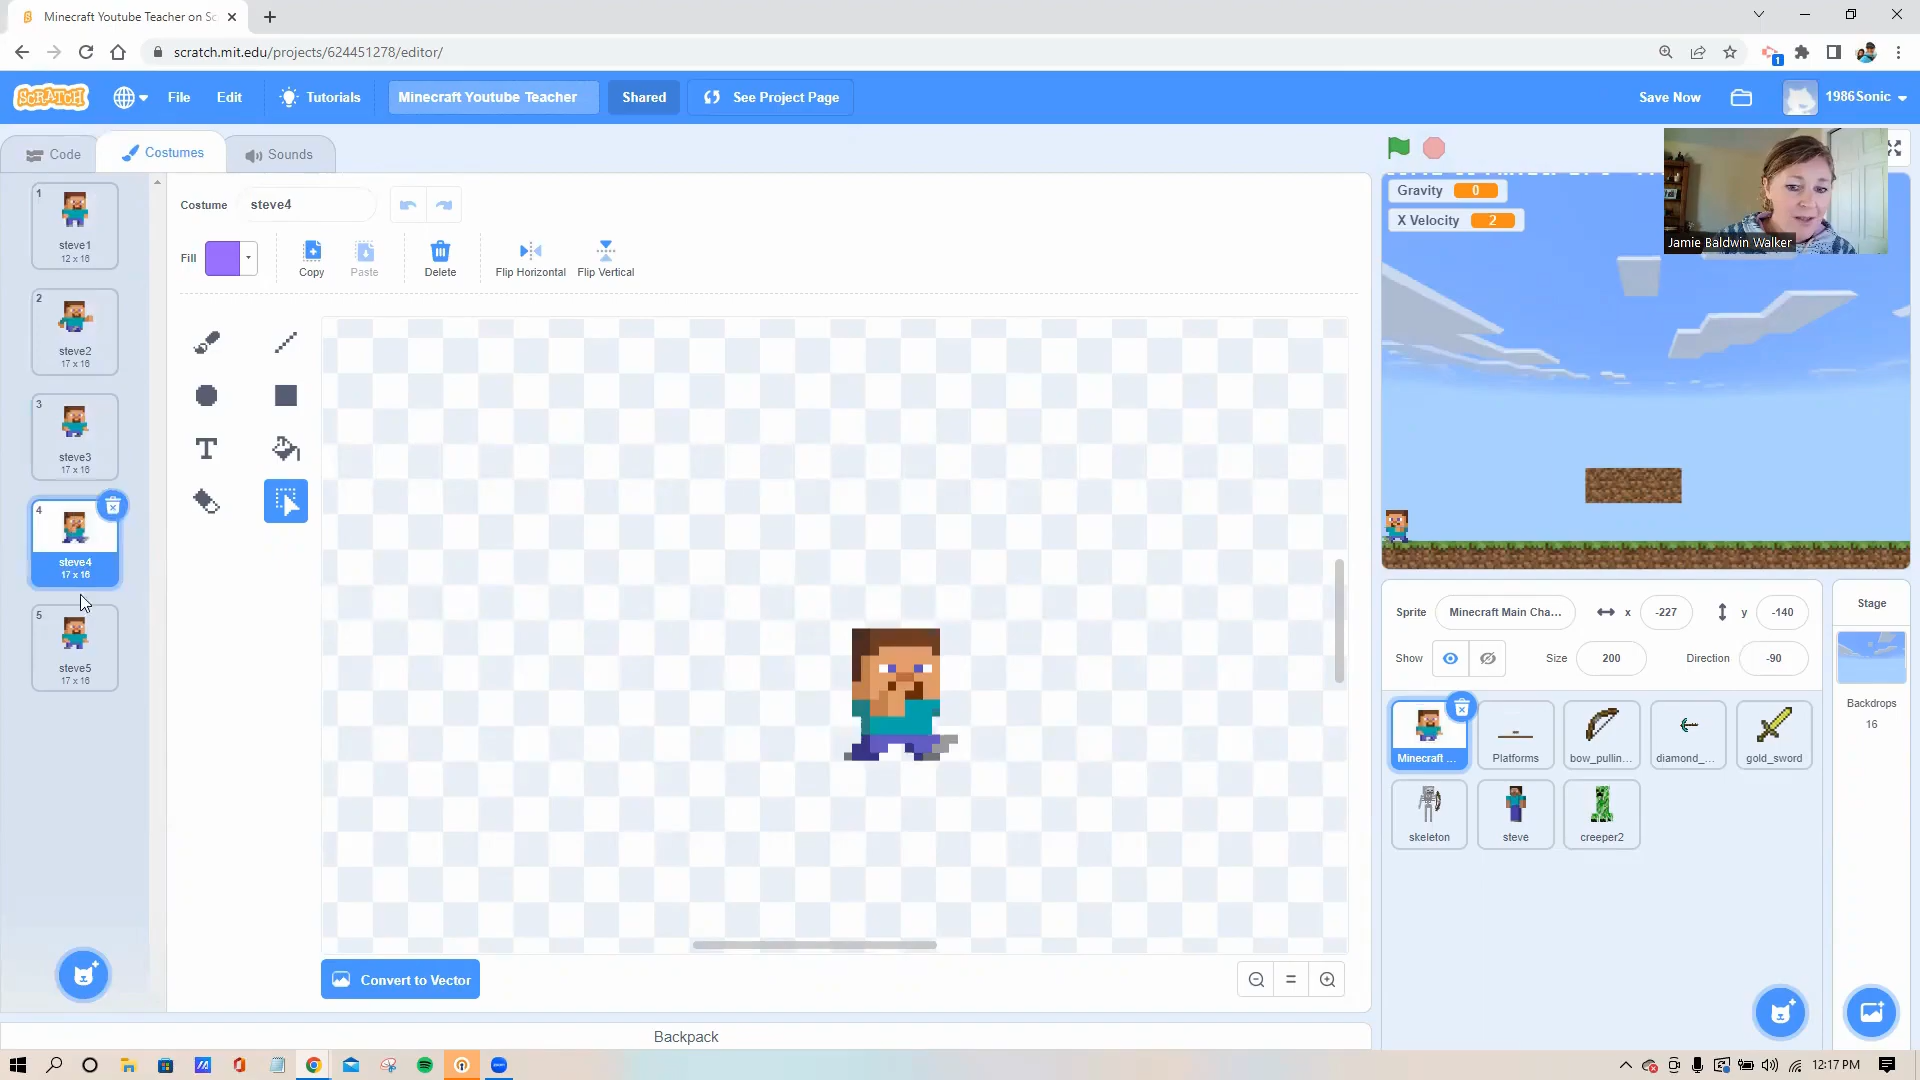 Minecraft Youtube Teacher on Sc
scratch.mit.edu/projects/624451278/editor/
1
SCRATCH
File
Edit
Tutorials
Minecraft Youtube Teacher
Shared
See Project Page
Save Now
1986Sonic
Code
Costumes
Sounds
1
steve1
12 x 16
2
steve2
17 x 16
3
steve3
17 x 16
4
steve4
17 x 16
5
steve5
17 x 16
Costume
steve4
Fill
Copy
Paste
Delete
Flip Horizontal
Flip Vertical
T
Convert to Vector
Backpack
Gravity
0
X Velocity
2
Jamie Baldwin Walker
Sprite
Minecraft Main Cha...
x
-227
y
-140
Show
Size
200
Direction
-90
Minecraft ...
Platforms
bow_pullin...
diamond_...
gold_sword
skeleton
steve
creeper2
Stage
Backdrops
16
12:17 PM